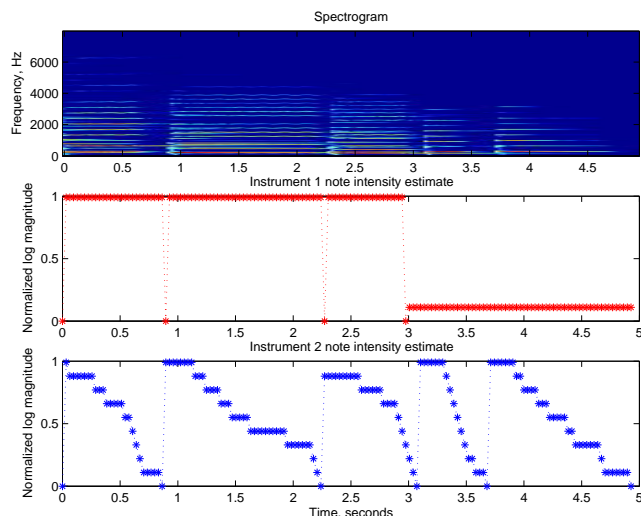 Spectrogram
Frequency, Hz
6000
4000
2000
0
0 0.5 1 1.5 2 2.5 3 3.5 4 4.5
Instrument 1 note intensity estimate
Normalized log magnitude
1
0.5
0
0 0.5 1 1.5 2 2.5 3 3.5 4 4.5 5
Instrument 2 note intensity estimate
Normalized log magnitude
1
0.5
0
0 0.5 1 1.5 2 2.5 3 3.5 4 4.5 5
Time, seconds